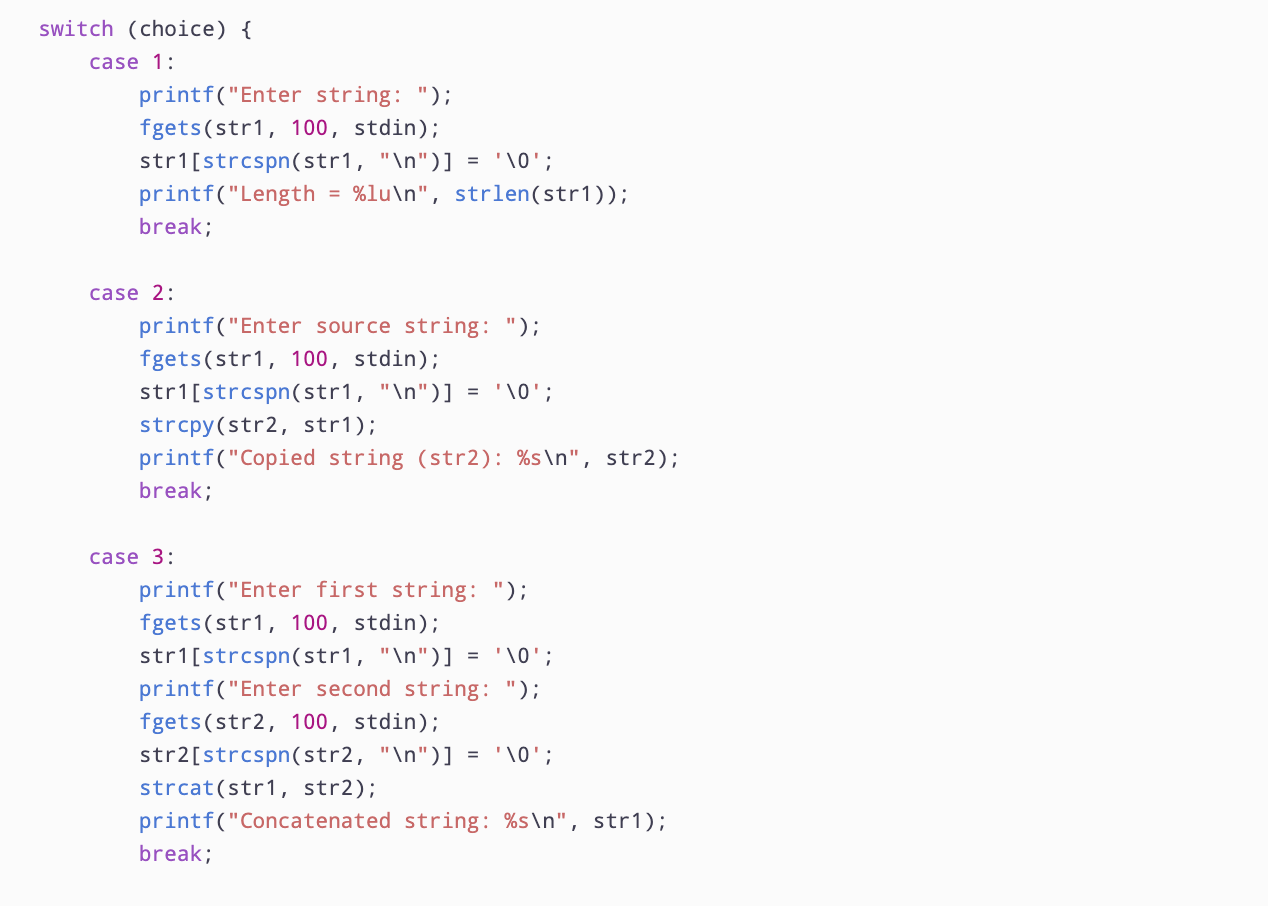 switch (choice) {
    case 1:
        printf("Enter string: ");
        fgets(str1, 100, stdin);
        str1[strcspn(str1, "\n")] = '\0';
        printf("Length = %lu\n", strlen(str1));
        break;

    case 2:
        printf("Enter source string: ");
        fgets(str1, 100, stdin);
        str1[strcspn(str1, "\n")] = '\0';
        strcpy(str2, str1);
        printf("Copied string (str2): %s\n", str2);
        break;

    case 3:
        printf("Enter first string: ");
        fgets(str1, 100, stdin);
        str1[strcspn(str1, "\n")] = '\0';
        printf("Enter second string: ");
        fgets(str2, 100, stdin);
        str2[strcspn(str2, "\n")] = '\0';
        strcat(str1, str2);
        printf("Concatenated string: %s\n", str1);
        break;